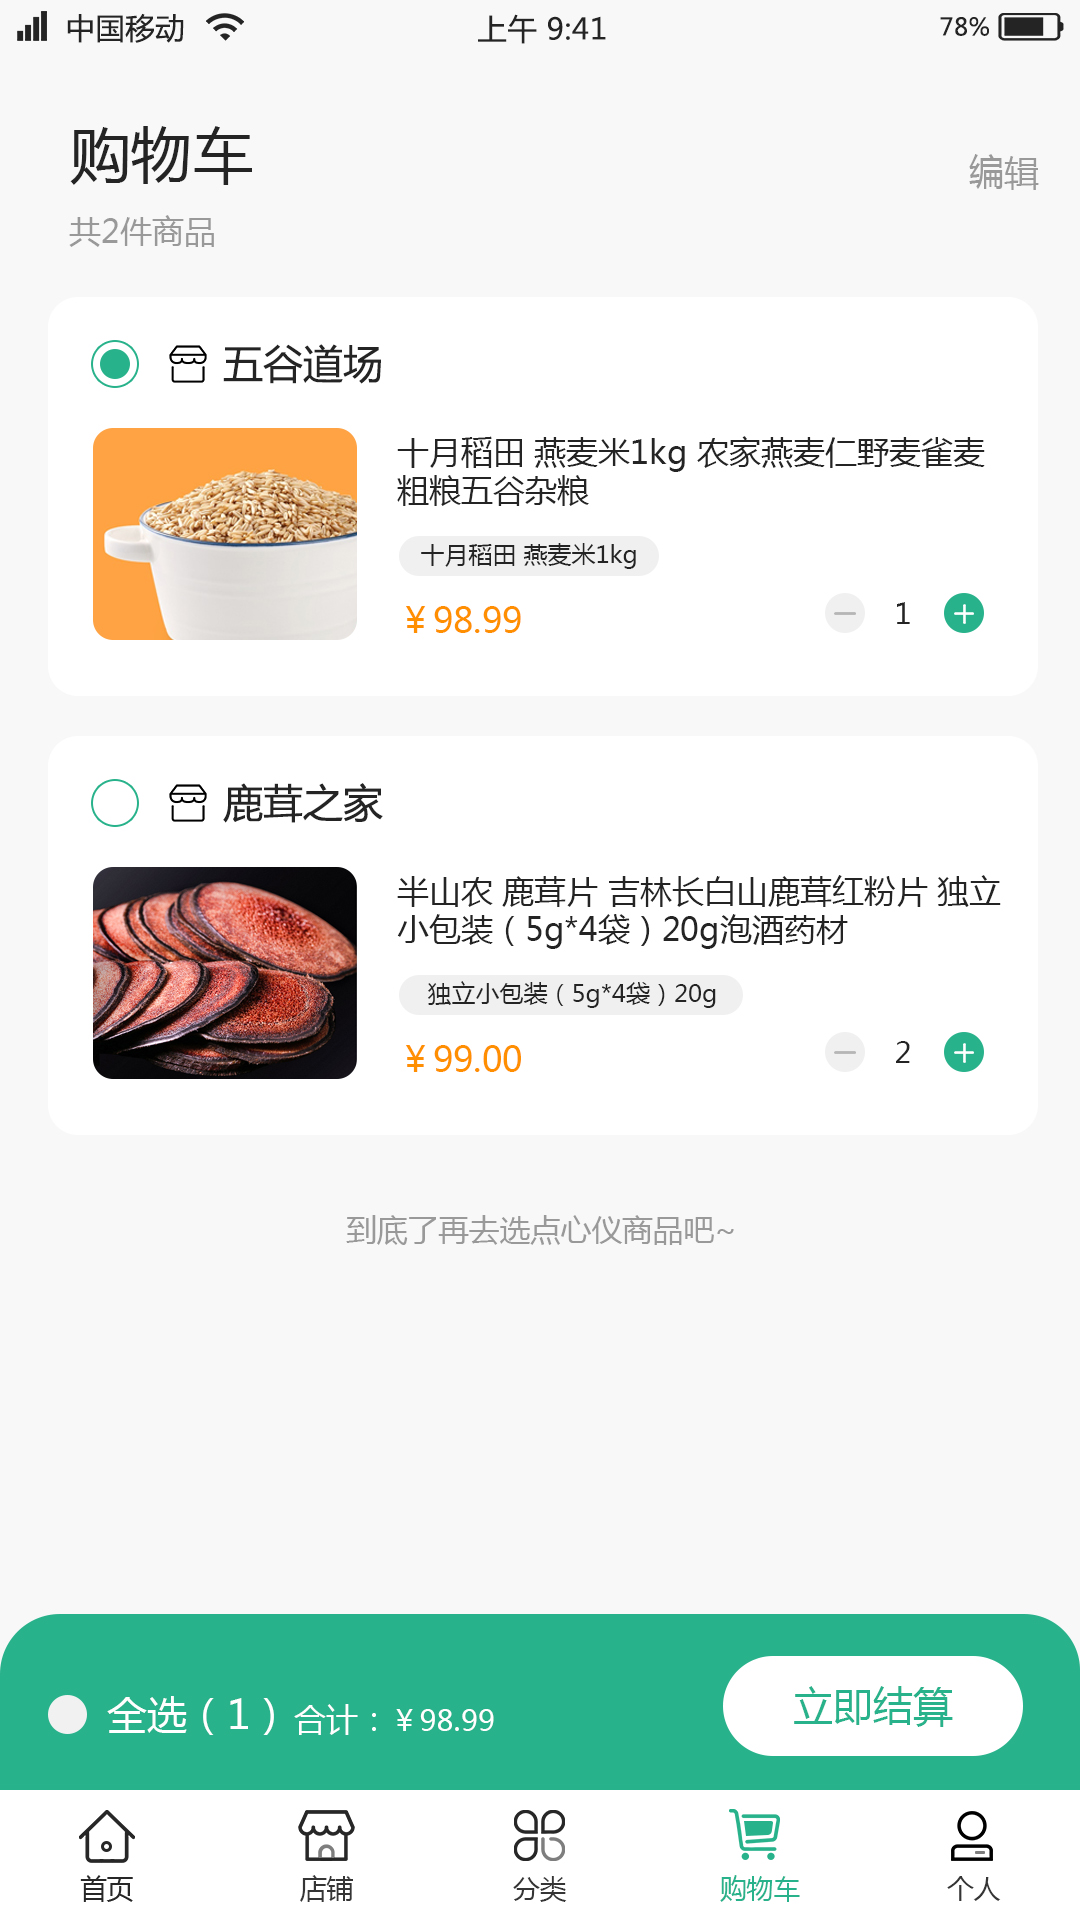 中国移动
上午 9:41
78%
购物车
编辑
共2件商品
五谷道场
十月稻田 燕麦米1kg 农家燕麦仁野麦雀麦
粗粮五谷杂粮
十月稻田 燕麦米1kg
¥ 98.99
1
鹿茸之家
半山农 鹿茸片 吉林长白山鹿茸红粉片 独立
小包装（5g*4袋）20g泡酒药材
独立小包装（5g*4袋）20g
¥ 99.00
2
到底了再去选点心仪商品吧~
全选（1）合计：¥ 98.99
立即结算
首页
店铺
分类
购物车
个人